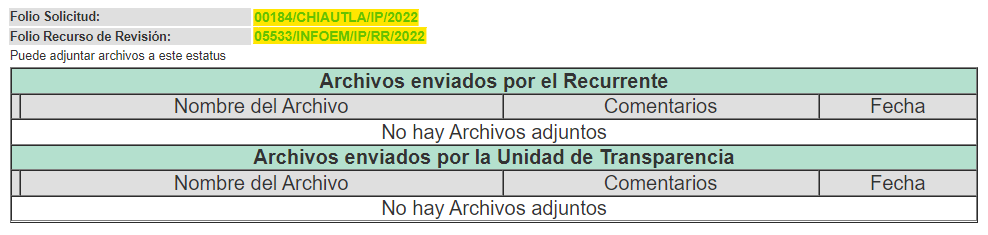 Folio Solicitud: 00184/CHIAUTLA/IP/2022
Folio Recurso de Revisión: 05533/INFOEM/IP/RR/2022
Puede adjuntar archivos a este estatus
Archivos enviados por el Recurrente
Nombre del Archivo Comentarios Fecha
No hay Archivos adjuntos
Archivos enviados por la Unidad de Transparencia
Nombre del Archivo Comentarios Fecha
No hay Archivos adjuntos